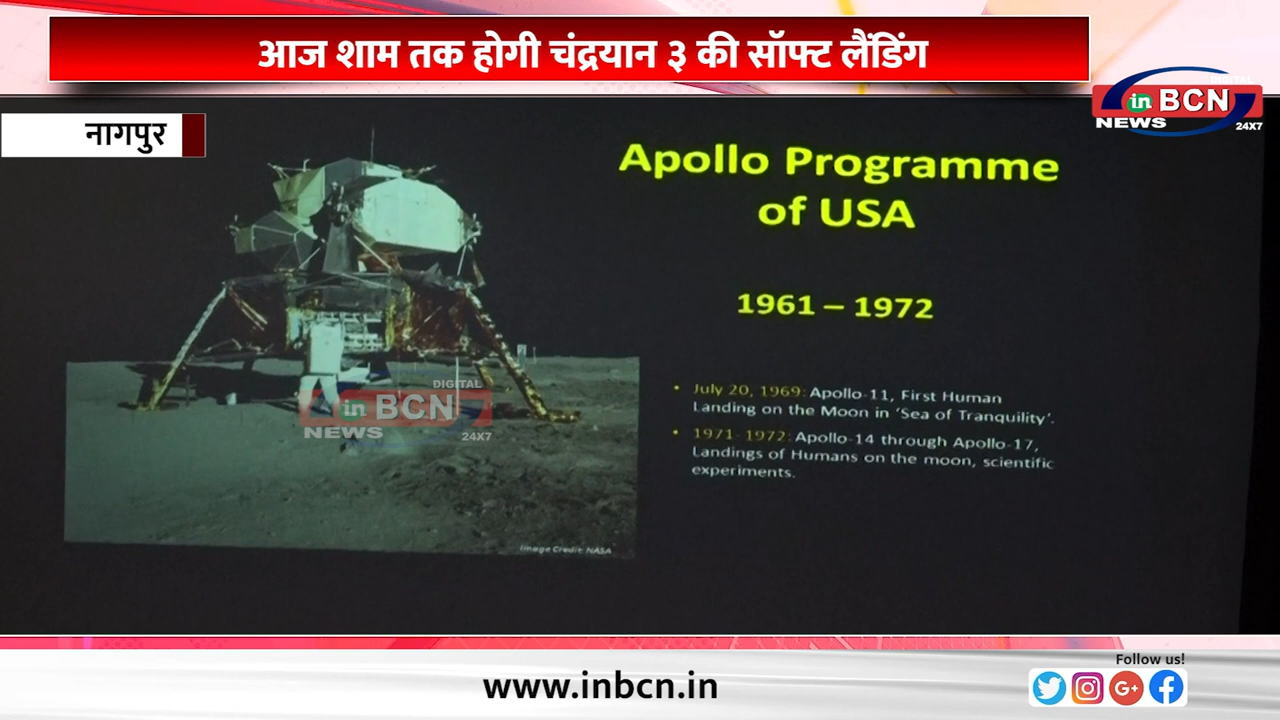 आज शाम तक होगी चंद्रयान ३ की सॉफ्ट लैंडिंग
DIGITAL
in BCN
NEWS 24X7
नागपुर
Apollo Programme
of USA
1961 – 1972
• July 20, 1969: Apollo-11, First Human
Landing on the Moon in ‘Sea of Tranquility’.
• 1971- 1972: Apollo-14 through Apollo-17,
Landings of Humans on the moon, scientific
experiments.
DIGITAL
in BCN
NEWS 24X7
Image Credit: NASA
Follow us!
www.inbcn.in